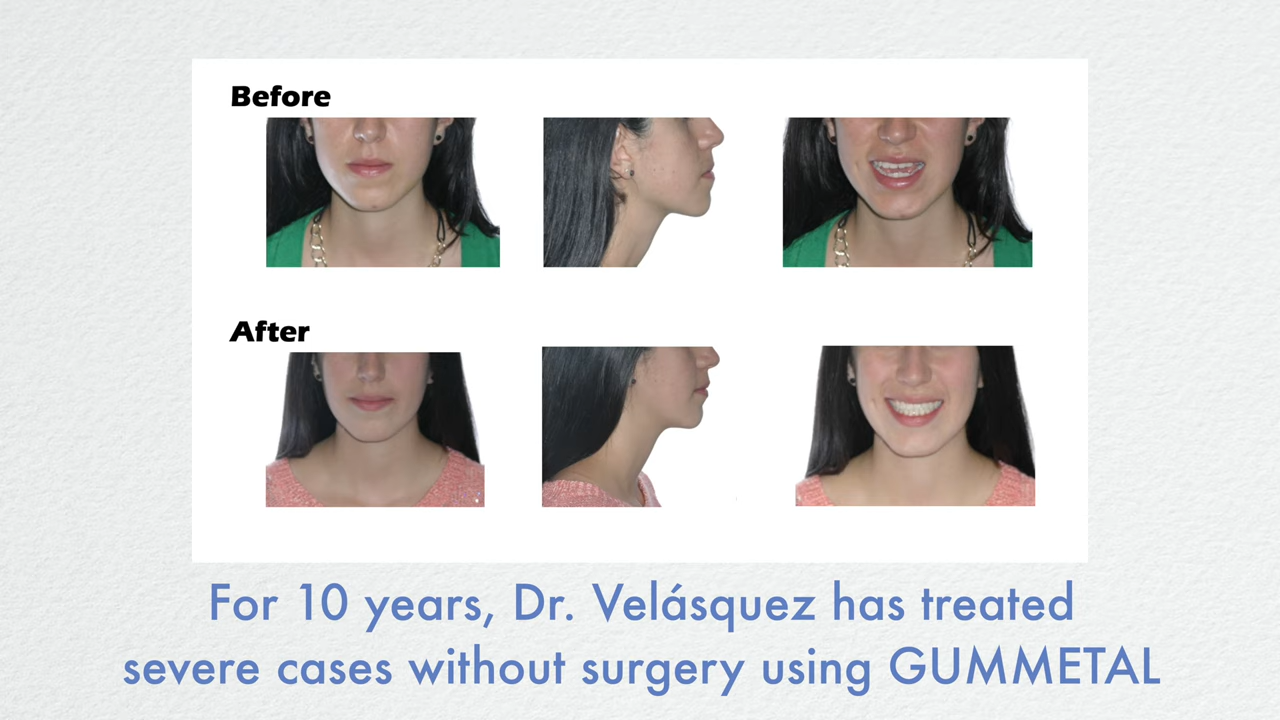 Before
After
For 10 years, Dr. Velásquez has treated
severe cases without surgery using GUMMETAL